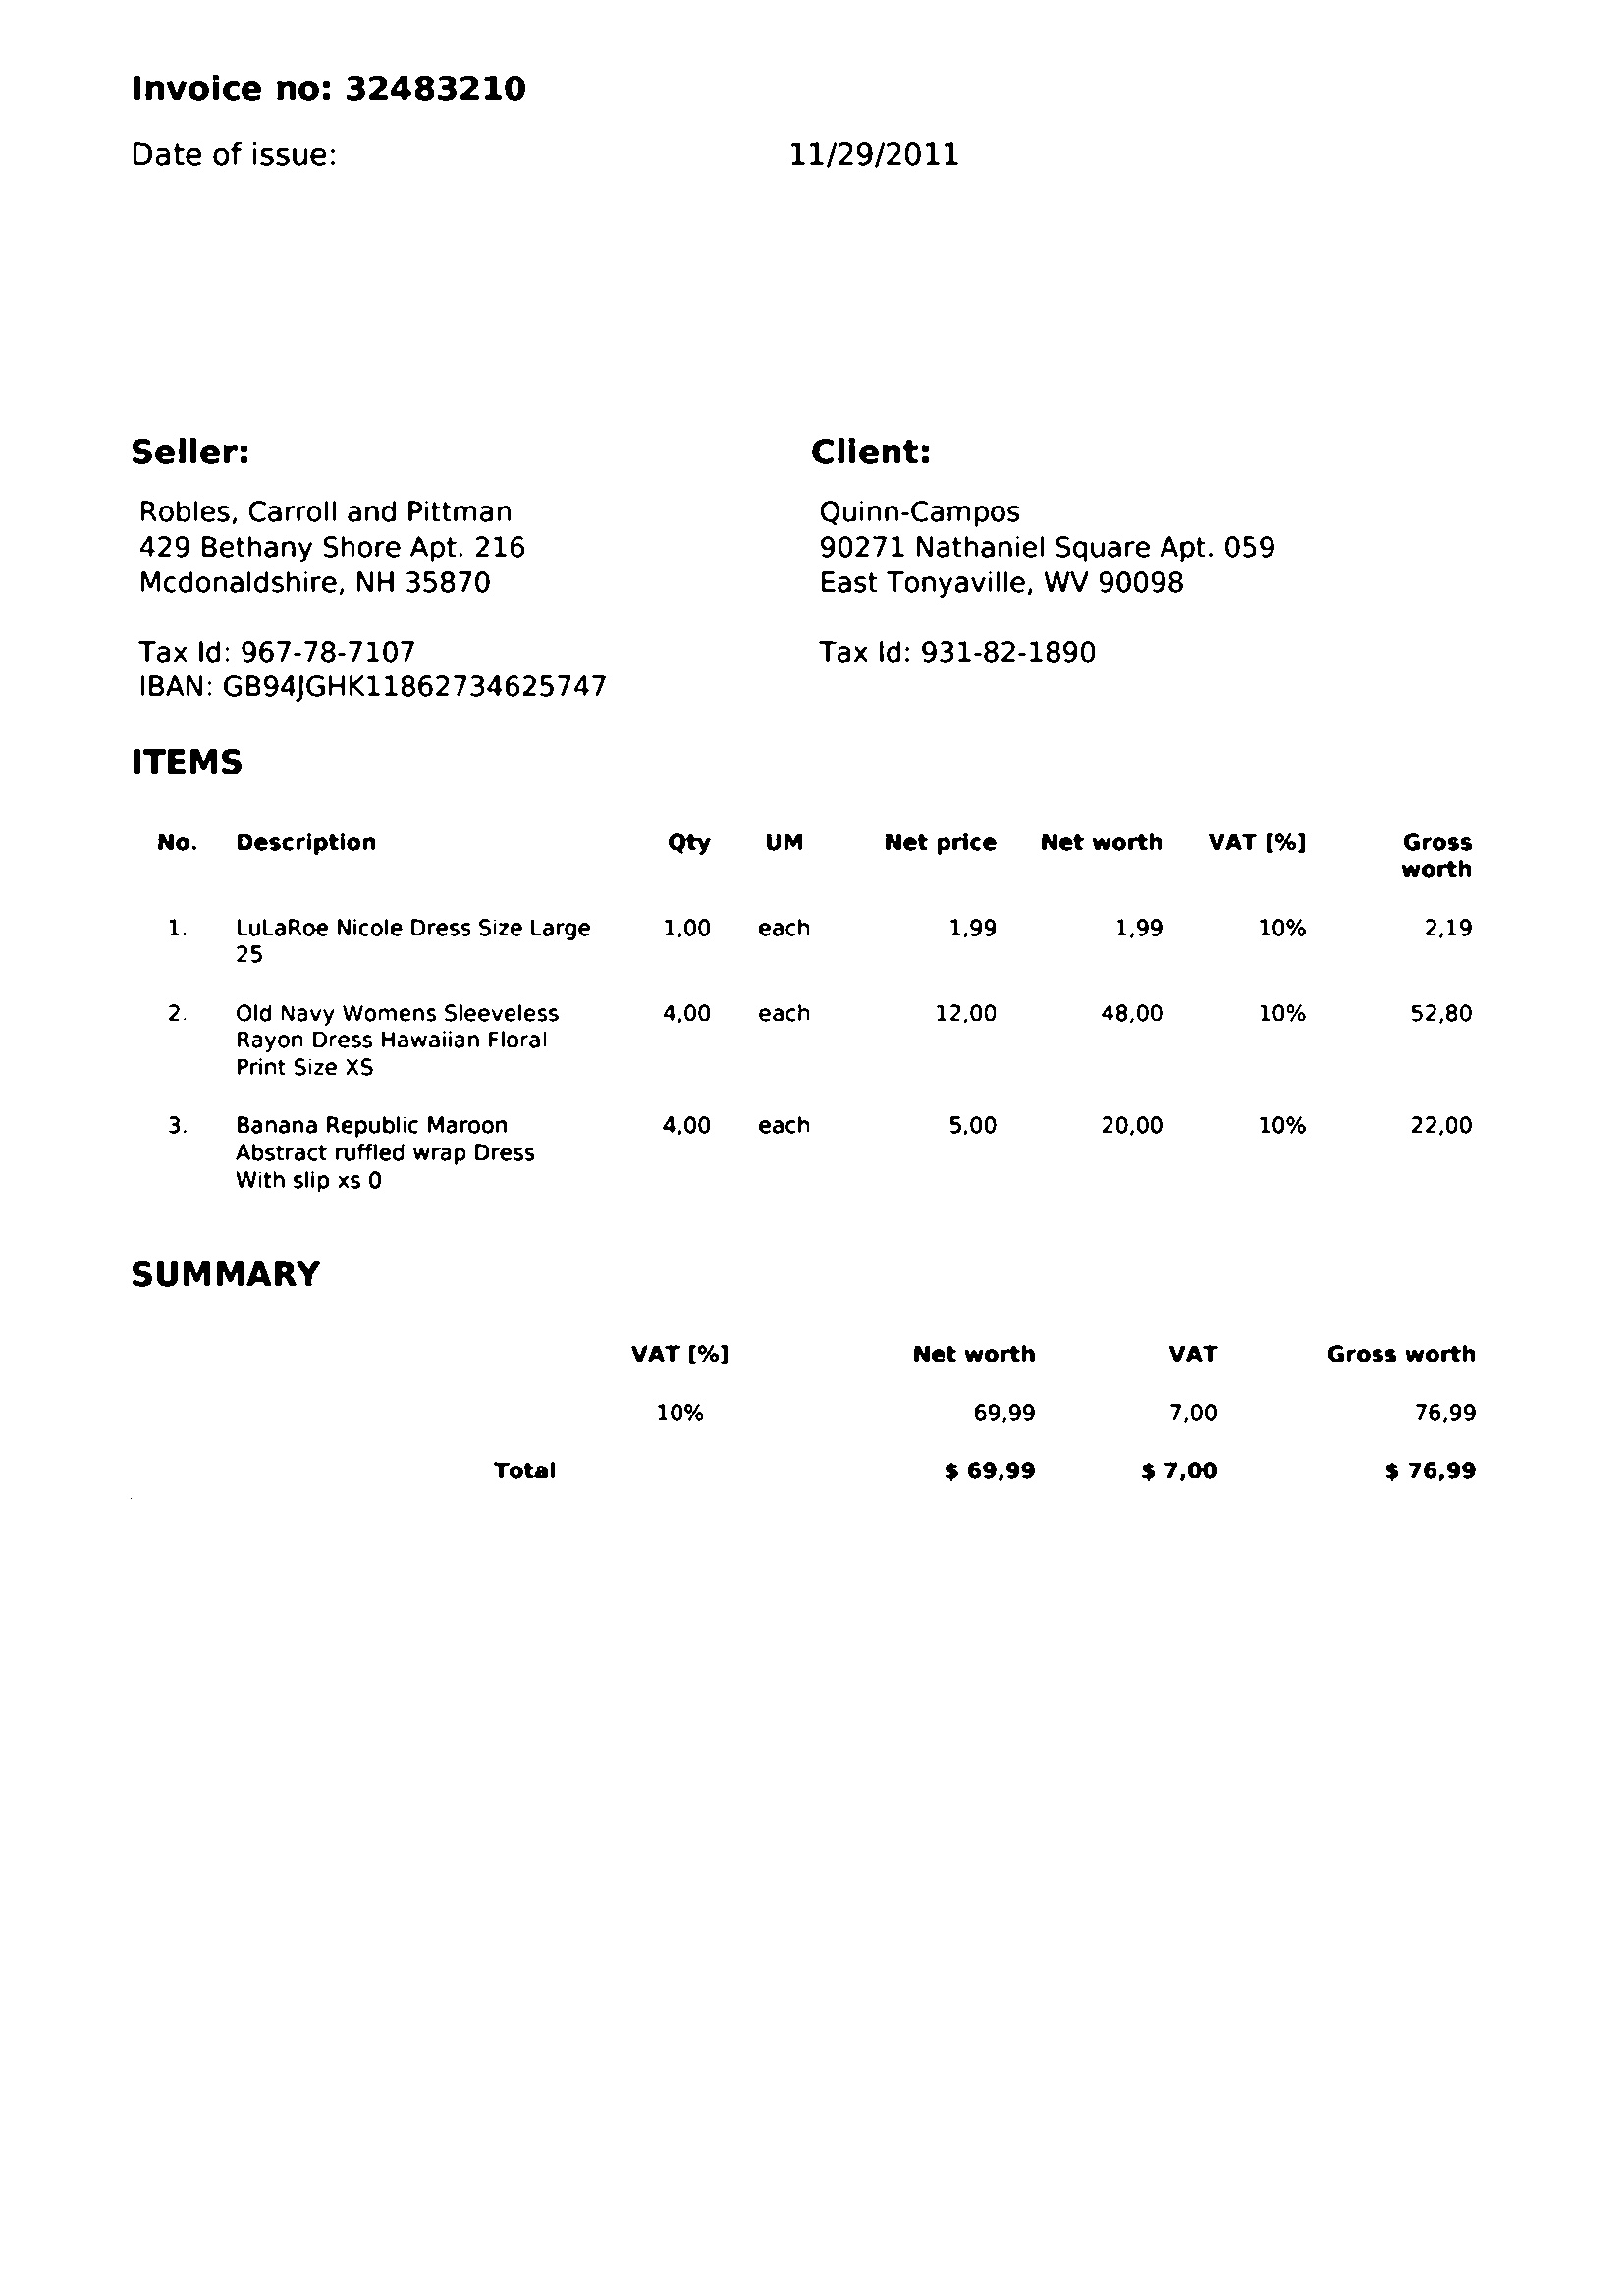 Invoice no: 32483210
Date of issue: 11/29/2011
Seller:
Robles, Carroll and Pittman
429 Bethany Shore Apt. 216
Mcdonaldshire, NH 35870
Tax Id: 967-78-7107
IBAN: GB94JGHK11862734625747
Client:
Quinn-Campos
90271 Nathaniel Square Apt. 059
East Tonyaville, WV 90098
Tax Id: 931-82-1890
ITEMS
No. Description Qty UM Net price Net worth VAT [%] Gross
worth
1. LuLaRoe Nicole Dress Size Large 1,00 each 1,99 1,99 10% 2,19
25
2. Old Navy Womens Sleeveless 4,00 each 12,00 48,00 10% 52,80
Rayon Dress Hawaiian Floral
Print Size XS
3. Banana Republic Maroon 4,00 each 5,00 20,00 10% 22,00
Abstract ruffled wrap Dress
With slip xs 0
SUMMARY
VAT [%] Net worth VAT Gross worth
10% 69,99 7,00 76,99
Total $ 69,99 $ 7,00 $ 76,99